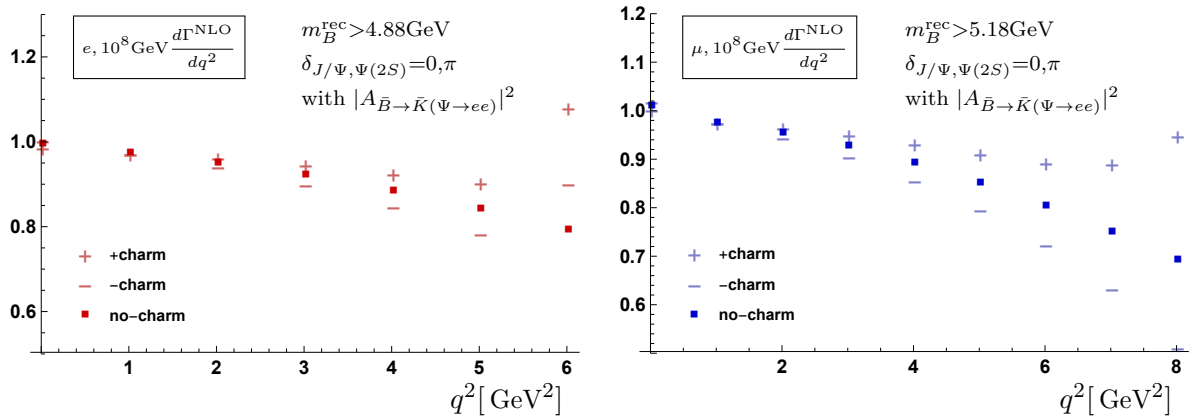 e, 10^8 GeV dΓ^NLO/dq^2
m_B^rec >4.88GeV
δ_J/Ψ,Ψ(2S)=0,π
with |A_B̄→K̄(Ψ→ee)|^2
1.2
1.0
0.8
0.6
+charm
−charm
no−charm
1 2 3 4 5 6
q^2 [GeV^2]
μ, 10^8 GeV dΓ^NLO/dq^2
m_B^rec >5.18GeV
δ_J/Ψ,Ψ(2S)=0,π
with |A_B̄→K̄(Ψ→ee)|^2
1.2
1.1
1.0
0.9
0.8
0.7
0.6
+charm
−charm
no−charm
2 4 6 8
q^2 [GeV^2]